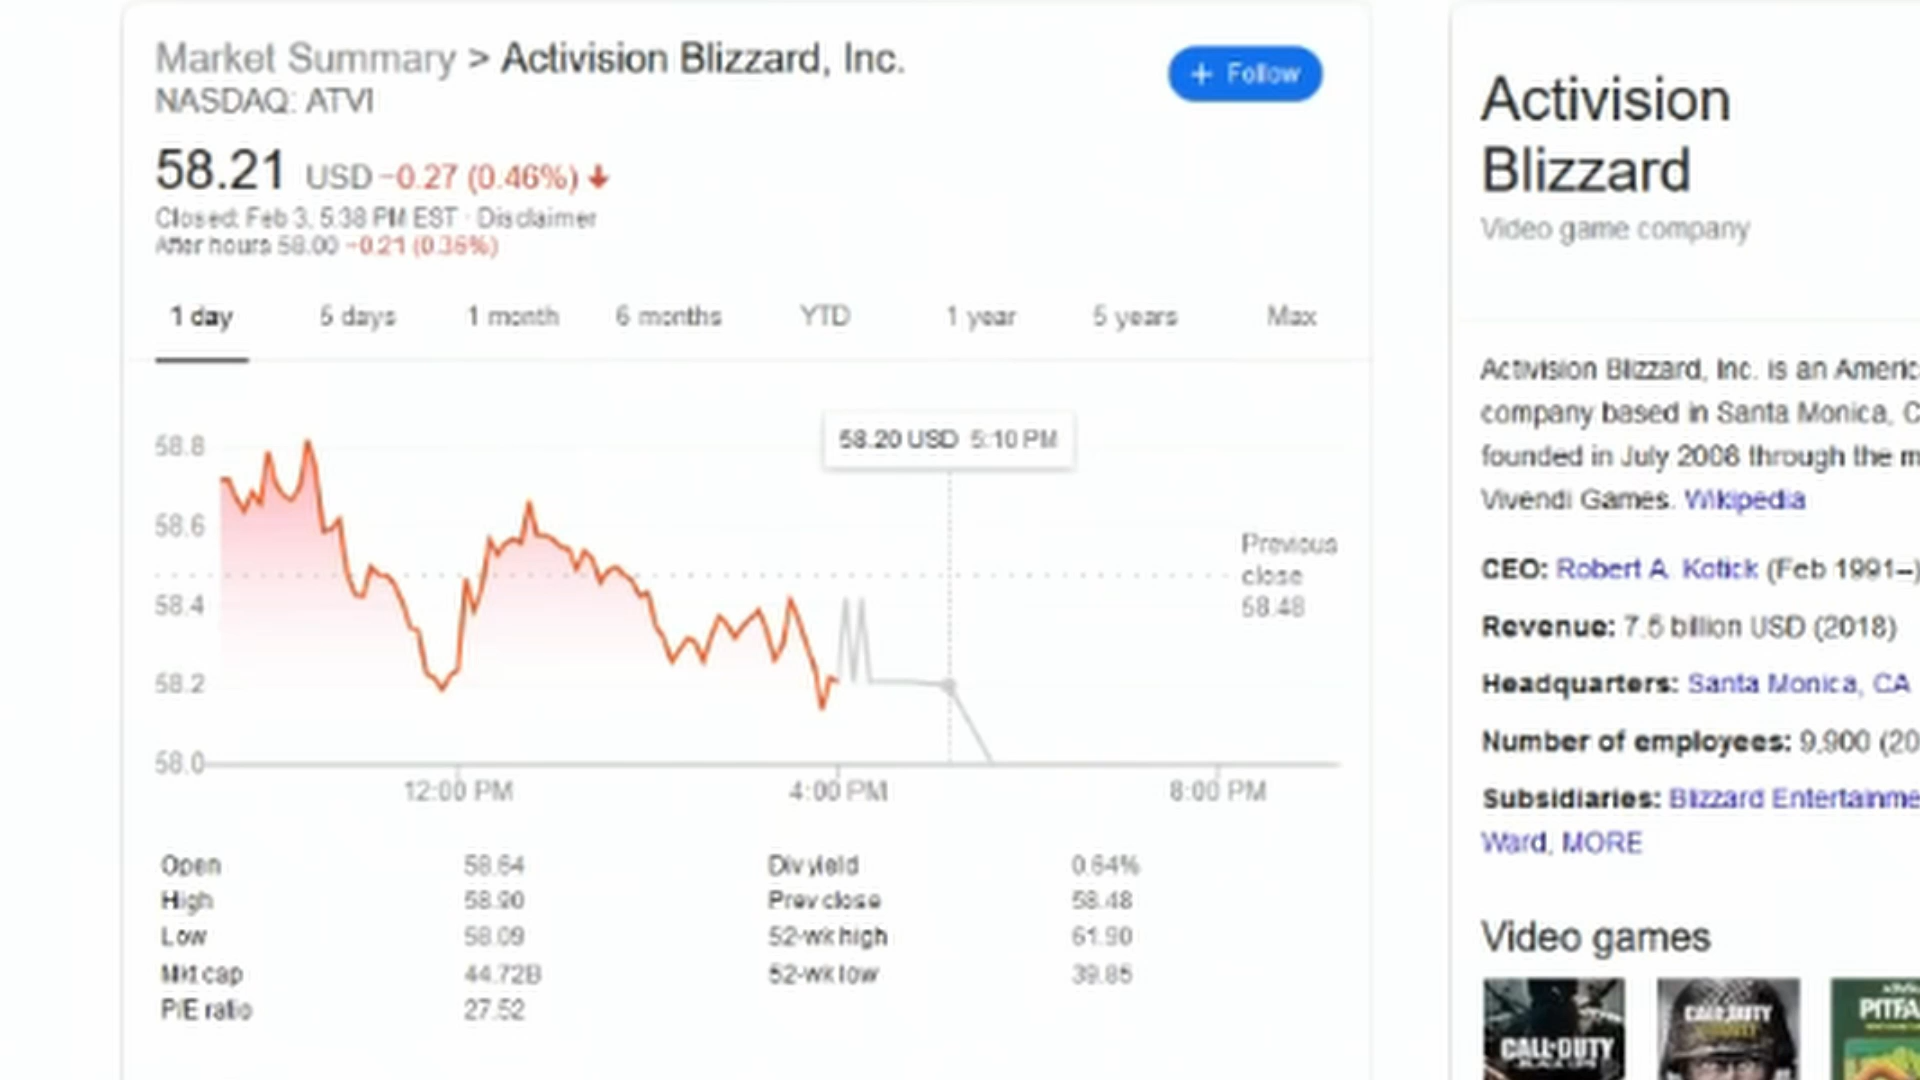 Market Summary > Activision Blizzard, Inc.
NASDAQ: ATVI
+ Follow
58.21 USD −0.27 (0.46%)
Closed: Feb 3, 5:38 PM EST · Disclaimer
After hours 58.00 −0.21 (0.36%)
1 day 5 days 1 month 6 months YTD 1 year 5 years Max
58.20 USD 5:10 PM
58.8
58.6
58.4
58.2
58.0
Previous
close
58.48
12:00 PM 4:00 PM 8:00 PM
Open 58.64 Div yield 0.64%
High 58.90 Prev close 58.48
Low 58.09 52-wk high 61.90
Mkt cap 44.72B 52-wk low 39.85
P/E ratio 27.52
Activision
Blizzard
Video game company
Activision Blizzard, Inc. is an Americ
company based in Santa Monica, C
founded in July 2008 through the m
Vivendi Games. Wikipedia
CEO: Robert A. Kotick (Feb 1991–)
Revenue: 7.5 billion USD (2018)
Headquarters: Santa Monica, CA
Number of employees: 9,900 (20
Subsidiaries: Blizzard Entertainme
Ward, MORE
Video games
CALL OF DUTY
BLACK OPS
CALL OF DUTY
PITFA